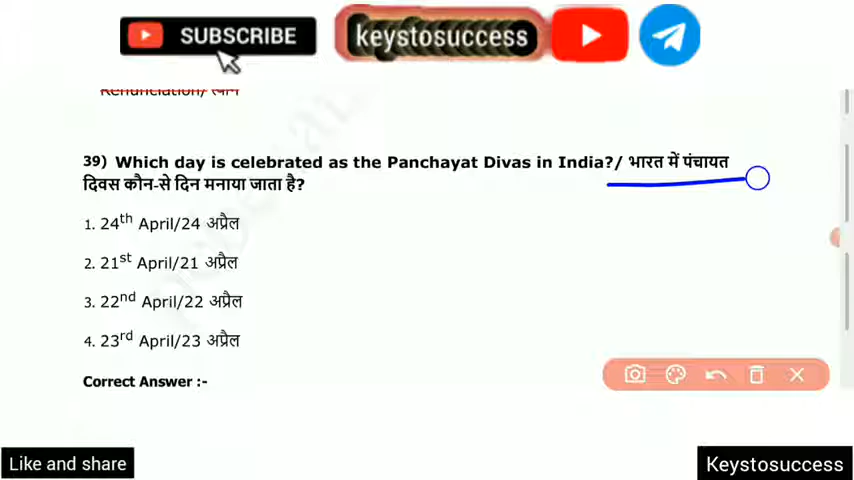 SUBSCRIBE
keystosuccess
Renunciation/ त्याग
39) Which day is celebrated as the Panchayat Divas in India?/ भारत में पंचायत
दिवस कौन-से दिन मनाया जाता है?
1. 24th April/24 अप्रैल
2. 21st April/21 अप्रैल
3. 22nd April/22 अप्रैल
4. 23rd April/23 अप्रैल
Correct Answer :-
Like and share
Keystosuccess